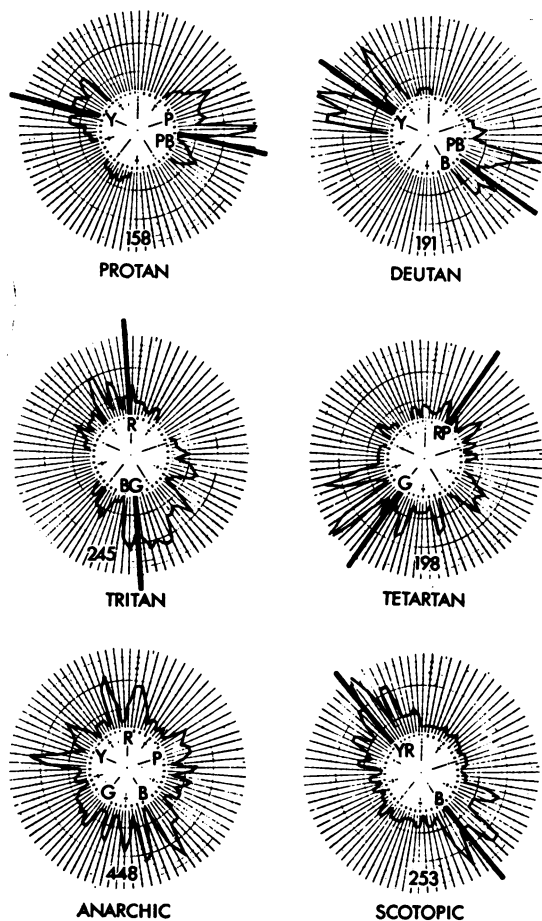 Y P
PB
158
PROTAN
Y PB
B
191
DEUTAN
R
BG
245
TRITAN
RP
G
198
TETARTAN
R
Y P
G B
448
ANARCHIC
YR
B
253
SCOTOPIC